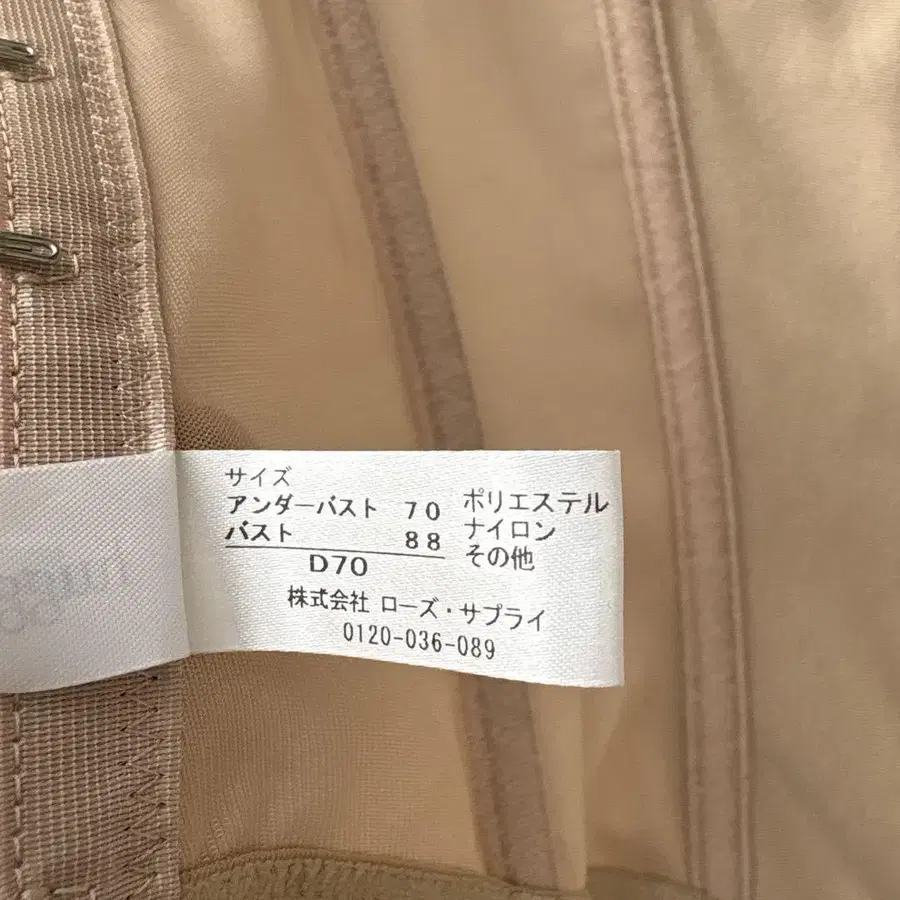 サイズ
アンダーバスト 70
バスト 88
D70
ポリエステル
ナイロン
その他
株式会社 ローズ・サプライ
0120-036-089